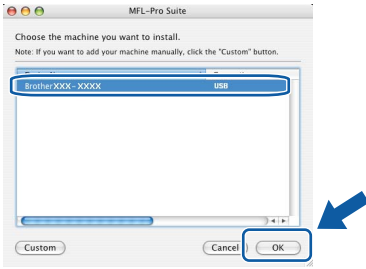 MFL-Pro Suite
Choose the machine you want to install.
Note: If you want to add your machine manually, click the "Custom" button.
BrotherXXX-XXXX USB
Custom Cancel OK